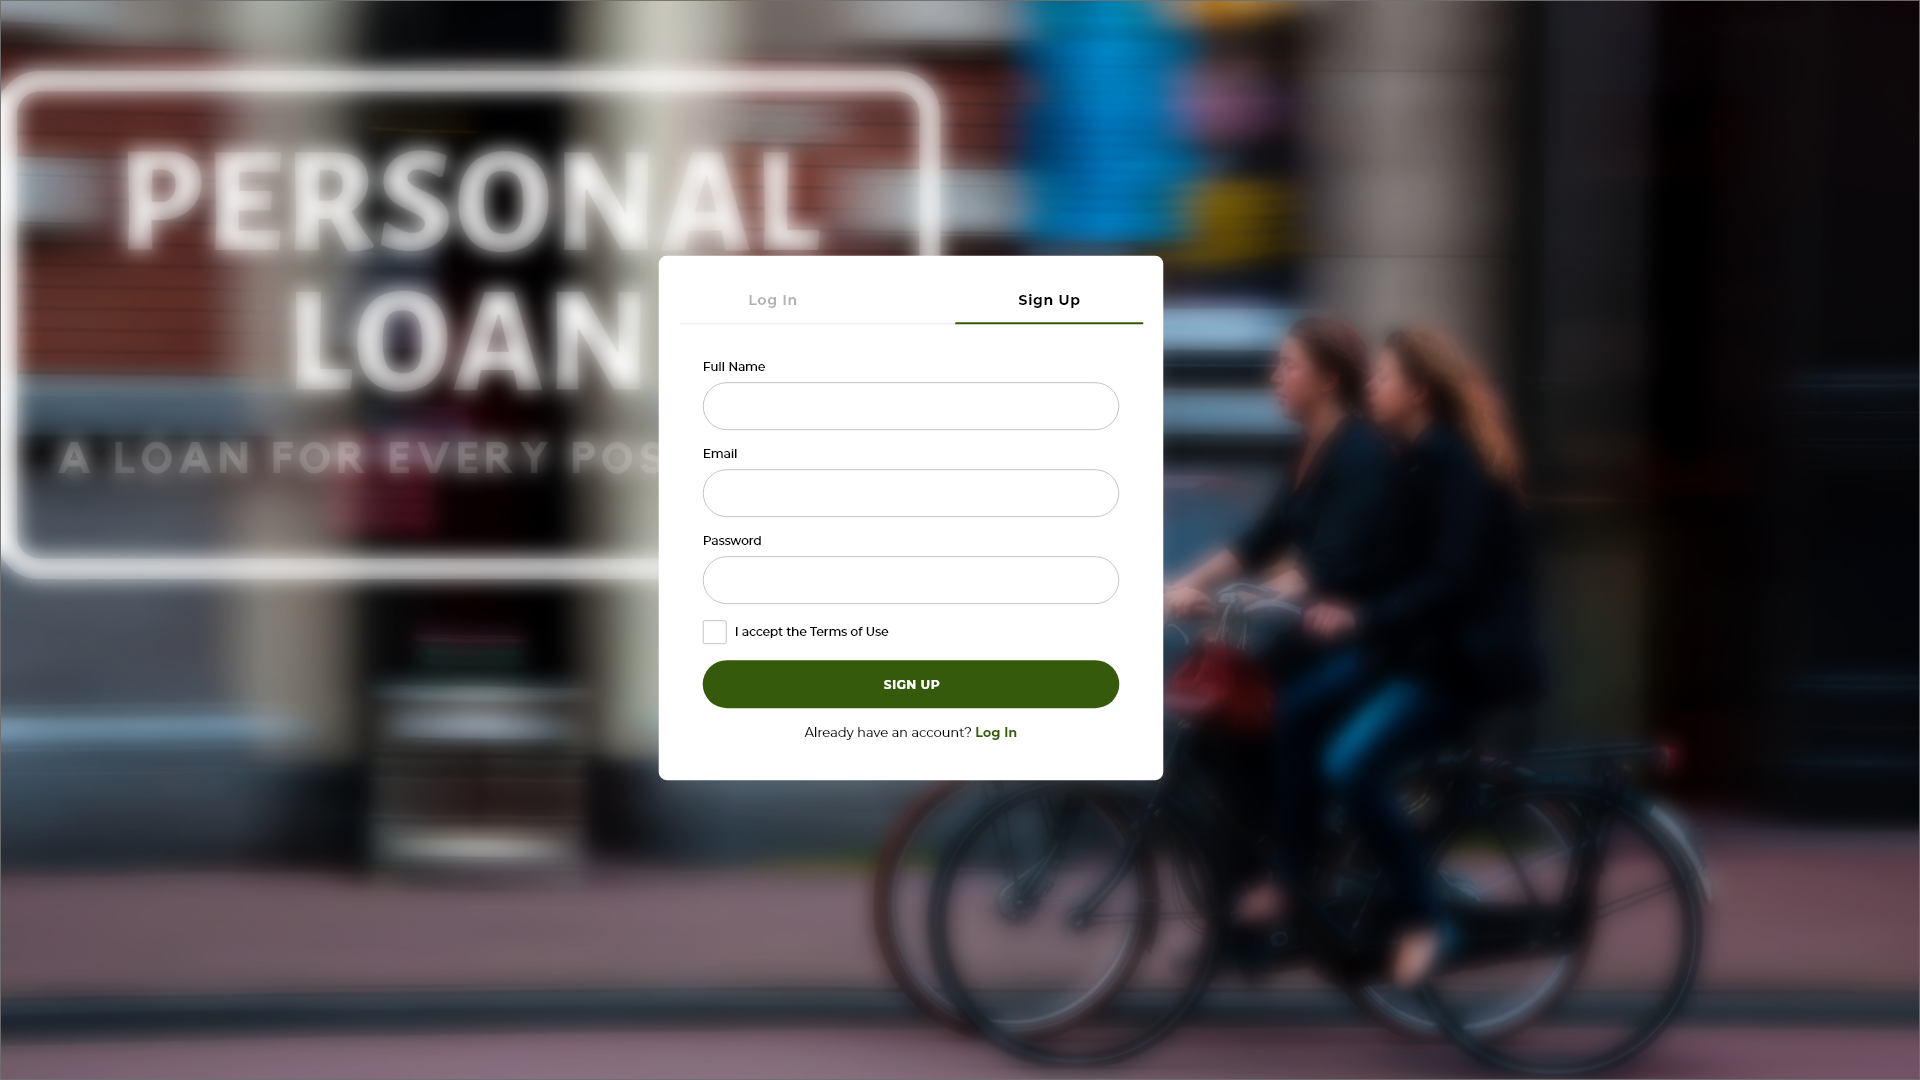 PERSONAL
LOAN
A LOAN FOR EVERY
Log In
Sign Up
Full Name
Email
Password
I accept the Terms of Use
SIGN UP
Already have an account? Log In